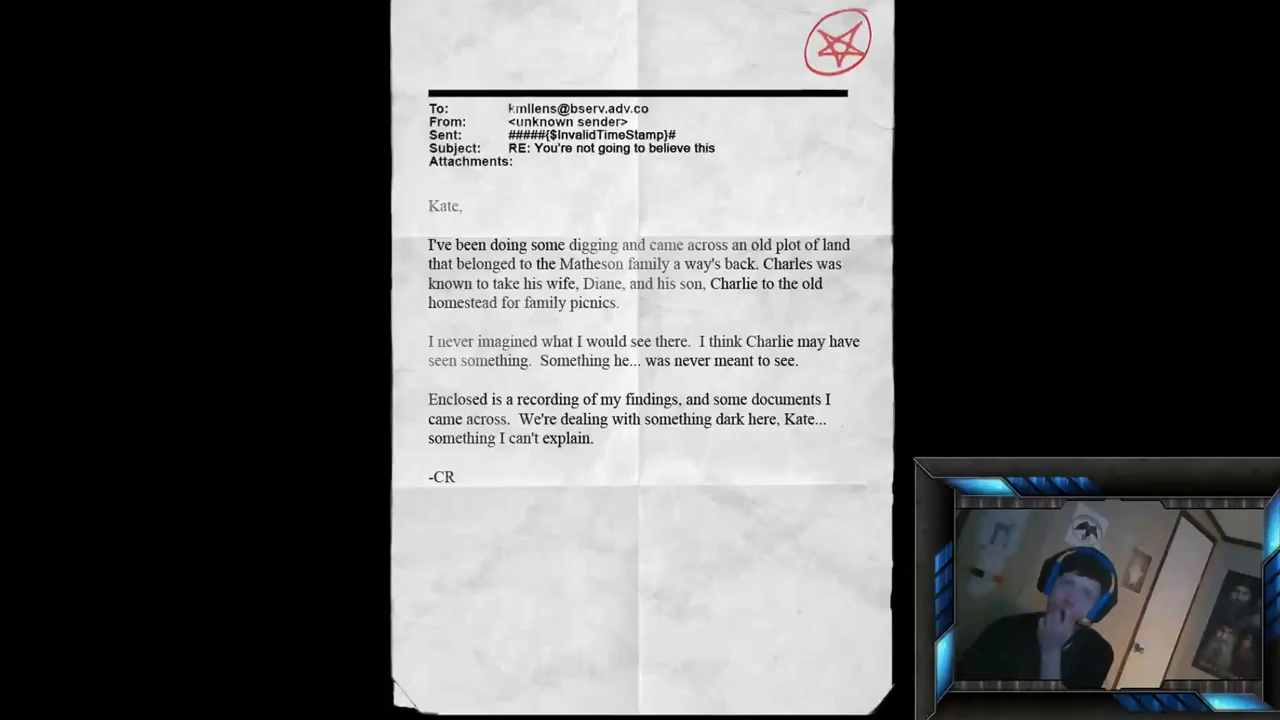 To: kmllens@bserv.adv.co
From: <unknown sender>
Sent: #####{$InvalidTimeStamp}#
Subject: RE: You're not going to believe this
Attachments:
Kate,
I've been doing some digging and came across an old plot of land
that belonged to the Matheson family a way's back. Charles was
known to take his wife, Diane, and his son, Charlie to the old
homestead for family picnics.
I never imagined what I would see there. I think Charlie may have
seen something. Something he... was never meant to see.
Enclosed is a recording of my findings, and some documents I
came across. We're dealing with something dark here, Kate...
something I can't explain.
-CR